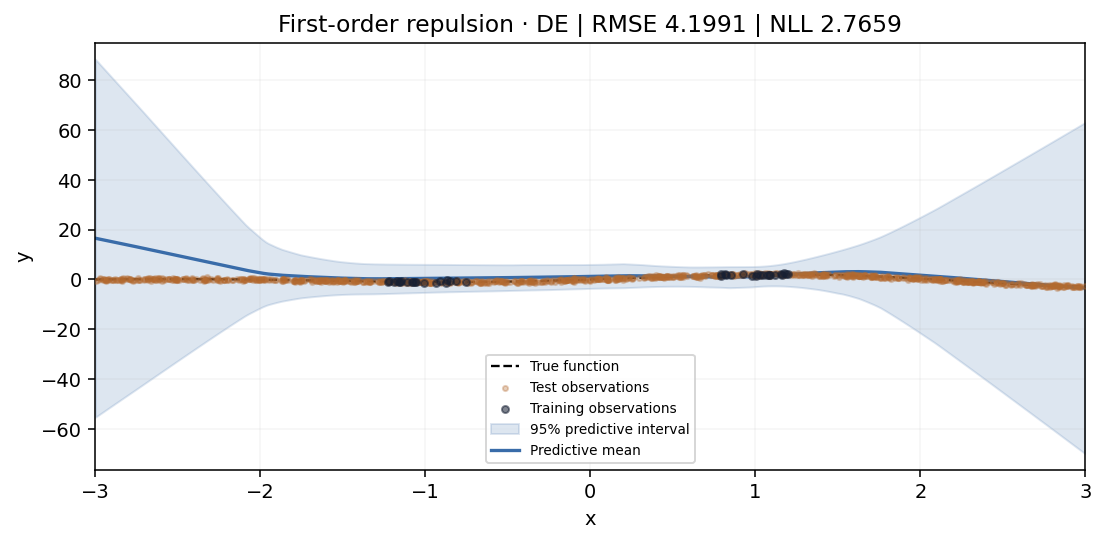 First-order repulsion · DE | RMSE 4.1991 | NLL 2.7659
y
80
60
40
20
0
−20
−40
−60
True function
Test observations
Training observations
95% predictive interval
Predictive mean
−3 −2 −1 0 1 2 3
x